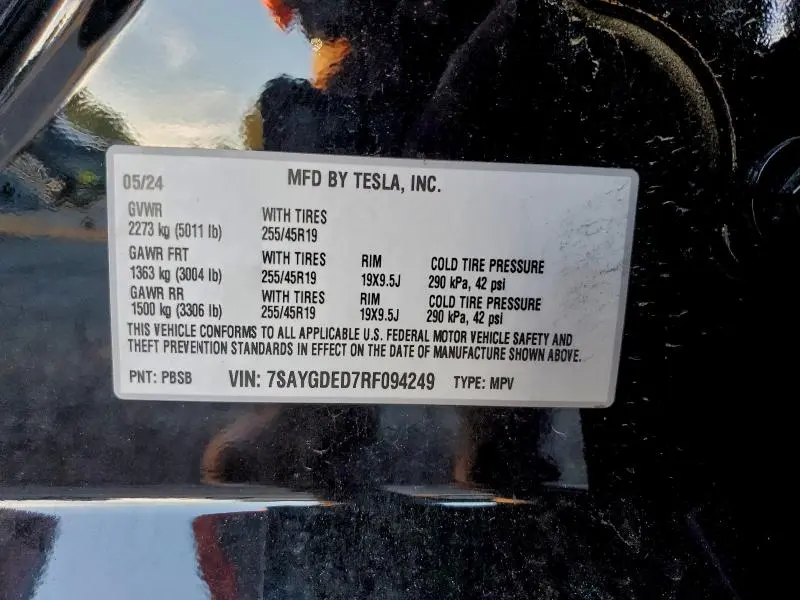 05/24 MFD BY TESLA, INC.
GVWR WITH TIRES
2273 kg (5011 lb) 255/45R19
GAWR FRT WITH TIRES RIM COLD TIRE PRESSURE
1363 kg (3004 lb) 255/45R19 19X9.5J 290 kPa, 42 psi
GAWR RR WITH TIRES RIM COLD TIRE PRESSURE
1500 kg (3306 lb) 255/45R19 19X9.5J 290 kPa, 42 psi
THIS VEHICLE CONFORMS TO ALL APPLICABLE U.S. FEDERAL MOTOR VEHICLE SAFETY AND
THEFT PREVENTION STANDARDS IN EFFECT ON THE DATE OF MANUFACTURE SHOWN ABOVE.
PNT: PBSB VIN: 7SAYGDED7RF094249 TYPE: MPV